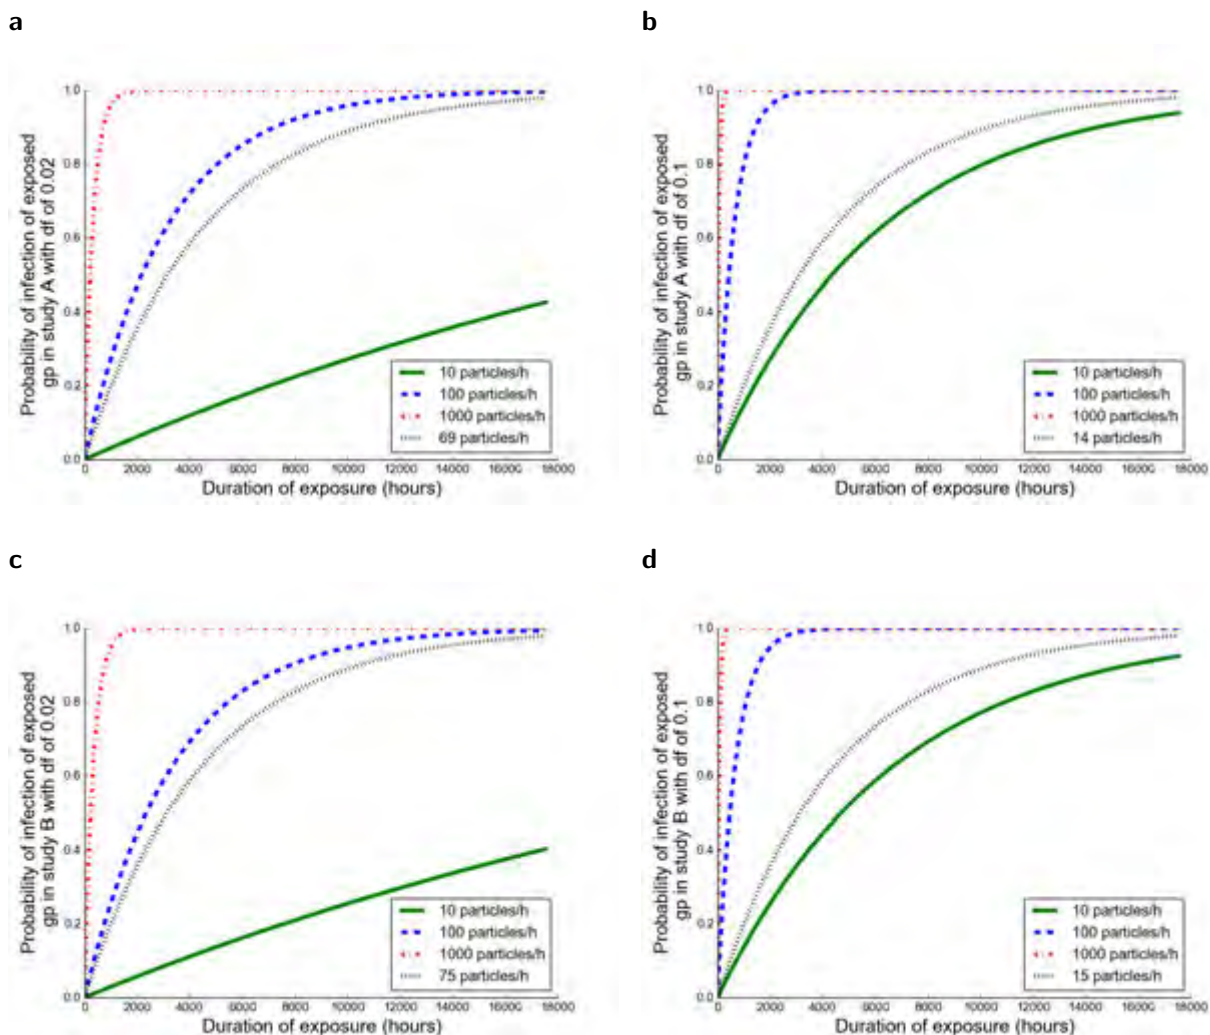 a
Probability of infection of exposed
gp in study A with df of 0.02
1.0
0.8
0.6
0.4
0.2
0.0
10 particles/h
100 particles/h
1000 particles/h
69 particles/h
0 2000 4000 6000 8000 10000 12000 14000 16000 18000
Duration of exposure (hours)
b
Probability of infection of exposed
gp in study A with df of 0.1
1.0
0.8
0.6
0.4
0.2
0.0
10 particles/h
100 particles/h
1000 particles/h
14 particles/h
0 2000 4000 6000 8000 10000 12000 14000 16000 18000
Duration of exposure (hours)
c
Probability of infection of exposed
gp in study B with df of 0.02
1.0
0.8
0.6
0.4
0.2
0.0
10 particles/h
100 particles/h
1000 particles/h
75 particles/h
0 2000 4000 6000 8000 10000 12000 14000 16000 18000
Duration of exposure (hours)
d
Probability of infection of exposed
gp in study B with df of 0.1
1.0
0.8
0.6
0.4
0.2
0.0
10 particles/h
100 particles/h
1000 particles/h
15 particles/h
0 2000 4000 6000 8000 10000 12000 14000 16000 18000
Duration of exposure (hours)